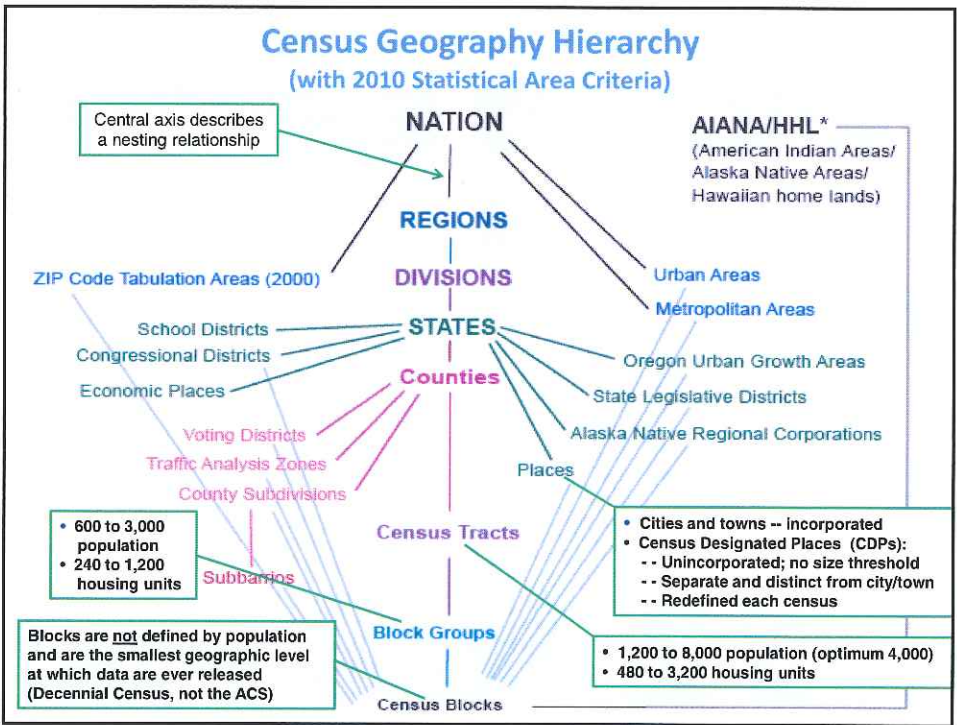 Census Geography Hierarchy
(with 2010 Statistical Area Criteria)
Central axis describes
a nesting relationship
NATION
AIANA/HHL*
(American Indian Areas/
Alaska Native Areas/
Hawaiian home lands)
REGIONS
ZIP Code Tabulation Areas (2000)
DIVISIONS
Urban Areas
Metropolitan Areas
School Districts
STATES
Congressional Districts
Oregon Urban Growth Areas
Economic Places
Counties
State Legislative Districts
Voting Districts
Alaska Native Regional Corporations
Traffic Analysis Zones
Places
County Subdivisions
• 600 to 3,000
population
• 240 to 1,200
housing units
Subbarrios
Census Tracts
• Cities and towns -- incorporated
• Census Designated Places (CDPs):
- - Unincorporated; no size threshold
- - Separate and distinct from city/town
- - Redefined each census
Block Groups
• 1,200 to 8,000 population (optimum 4,000)
• 480 to 3,200 housing units
Blocks are not defined by population
and are the smallest geographic level
at which data are ever released
(Decennial Census, not the ACS)
Census Blocks